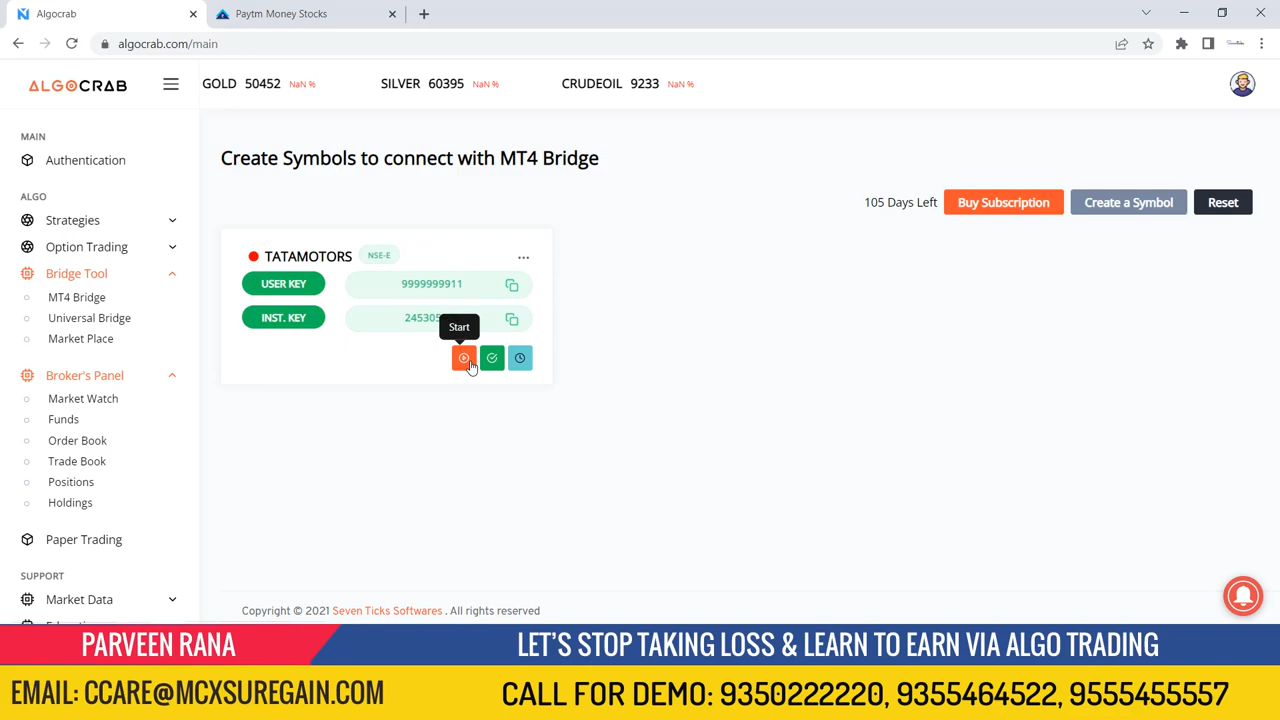 Algocrab
Paytm Money Stocks
algocrab.com/main
ALGOCRAB
GOLD 50452 NaN %
SILVER 60395 NaN %
CRUDEOIL 9233 NaN %
MAIN
Authentication
ALGO
Strategies
Option Trading
Bridge Tool
MT4 Bridge
Universal Bridge
Market Place
Broker's Panel
Market Watch
Funds
Order Book
Trade Book
Positions
Holdings
Paper Trading
SUPPORT
Market Data
Create Symbols to connect with MT4 Bridge
105 Days Left
Buy Subscription
Create a Symbol
Reset
TATAMOTORS NSE-E
USER KEY 9999999911
INST. KEY
Start
Copyright © 2021 Seven Ticks Softwares . All rights reserved
PARVEEN RANA
LET'S STOP TAKING LOSS & LEARN TO EARN VIA ALGO TRADING
EMAIL: CCARE@MCXSUREGAIN.COM
CALL FOR DEMO: 9350222220, 9355464522, 9555455557